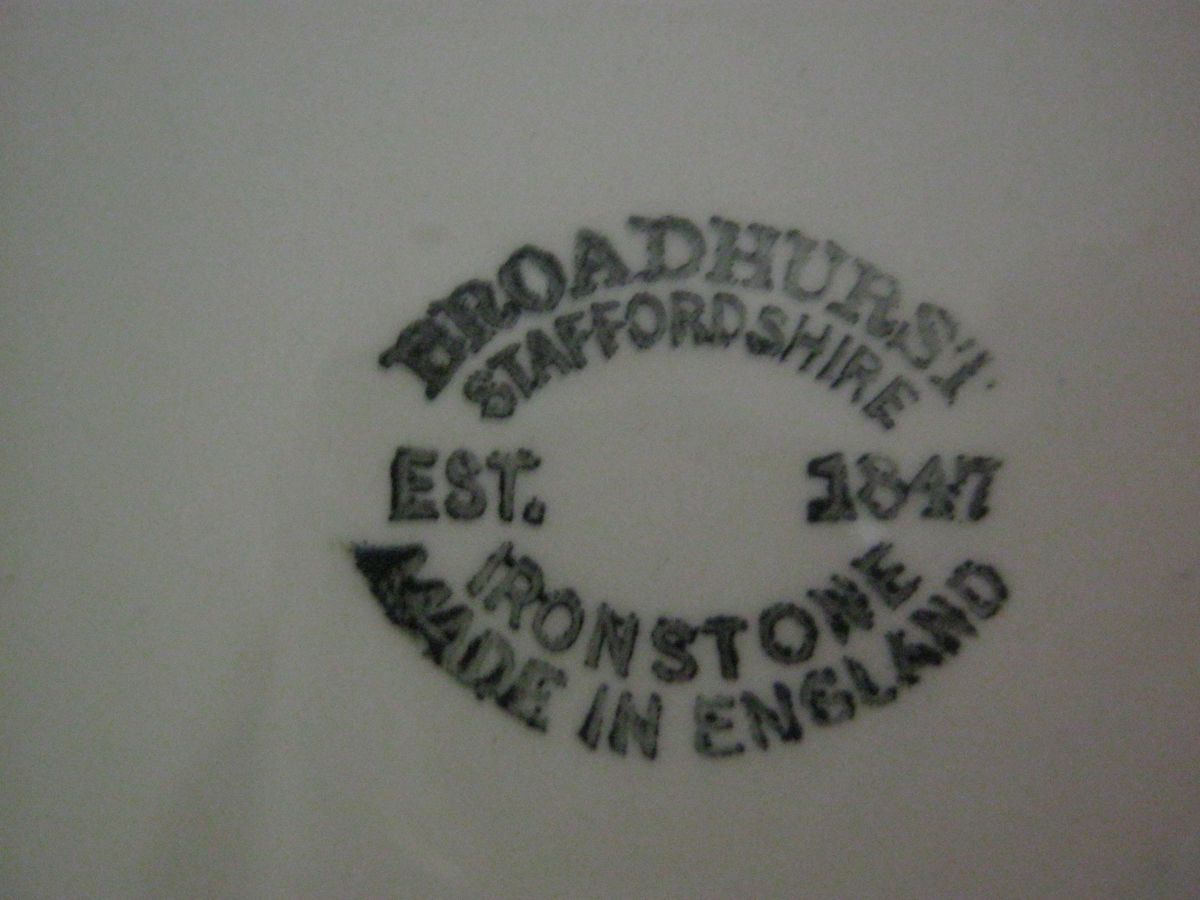 BROADHURST
STAFFORDSHIRE
EST. 1847
IRONSTONE
MADE IN ENGLAND